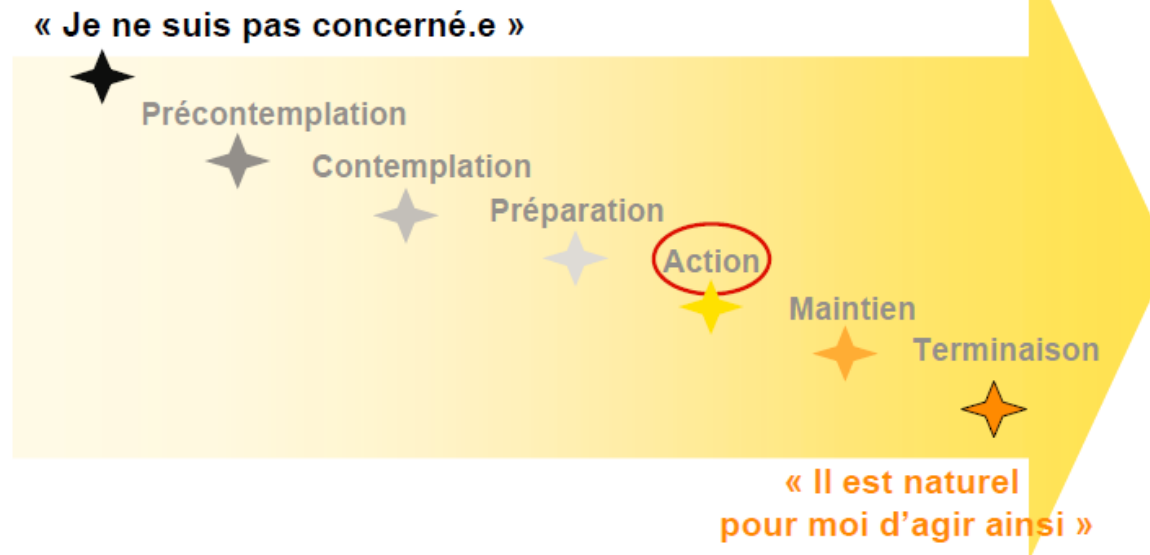 « Je ne suis pas concerné.e »
Précontemplation
Contemplation
Préparation
Action
Maintien
Terminaison
« Il est naturel
pour moi d’agir ainsi »